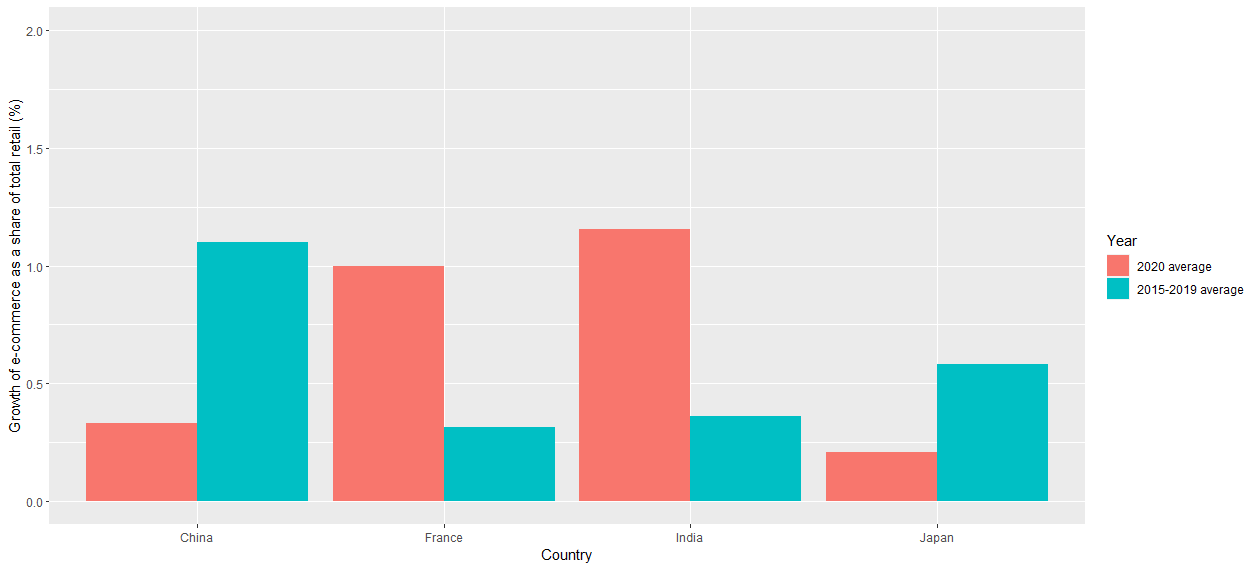 Growth of e-commerce as a share of total retail (%)
2.0
1.5
1.0
0.5
0.0
China France India Japan
Country
Year
2020 average
2015-2019 average